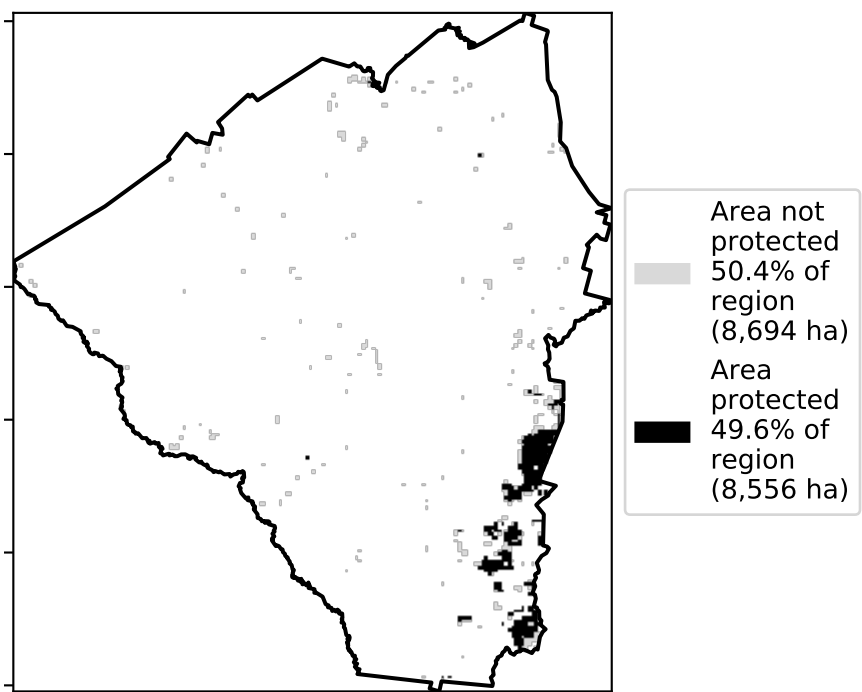 Area not
protected
50.4% of
region
(8,694 ha)
Area
protected
49.6% of
region
(8,556 ha)